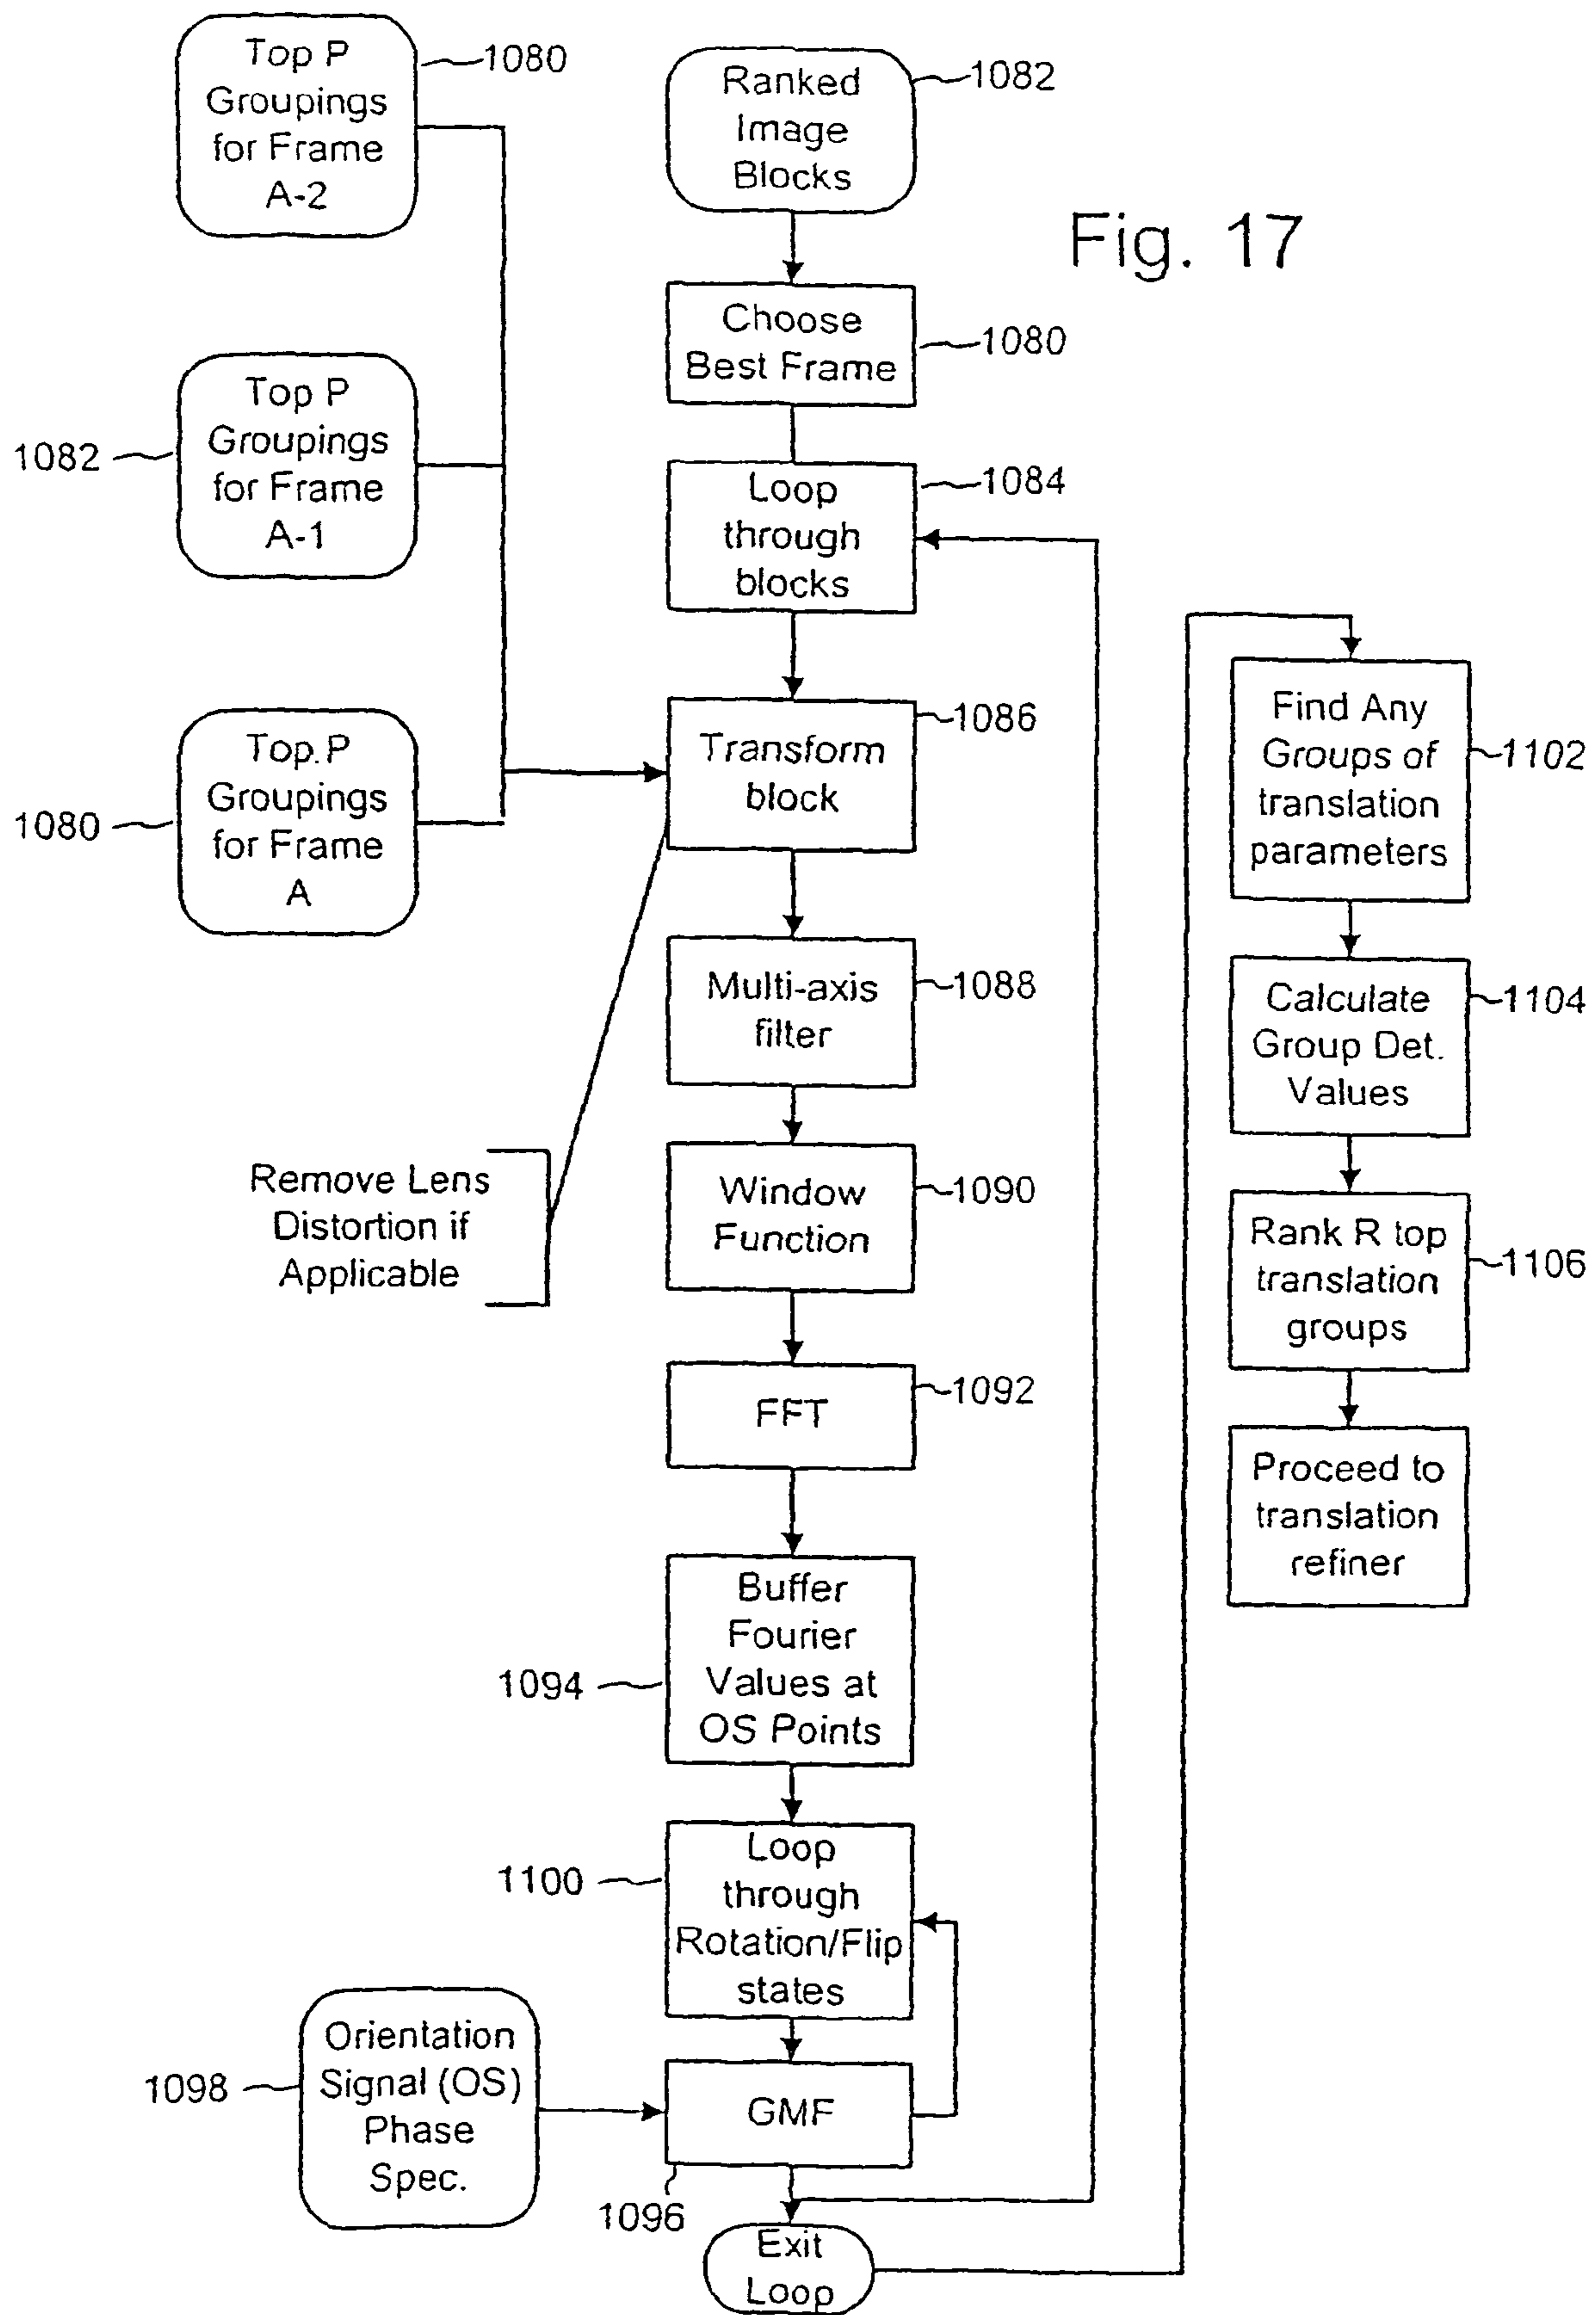 Top P
Groupings
for Frame
A-2
1080
Ranked
Image
Blocks
1082
Fig. 17
Choose
Best Frame
1080
Top P
Groupings
for Frame
A-1
1082
Loop
through
blocks
1084
Top.P
Groupings
for Frame
A
1080
Transform
block
1086
Remove Lens
Distortion if
Applicable
Multi-axis
filter
1088
Window
Function
1090
FFT
1092
Buffer
Fourier
Values at
OS Points
1094
Loop
through
Rotation/Flip
states
1100
Orientation
Signal (OS)
Phase
Spec.
1098
GMF
1096
Exit
Loop
Find Any
Groups of
translation
parameters
1102
Calculate
Group Det.
Values
1104
Rank R top
translation
groups
1106
Proceed to
translation
refiner